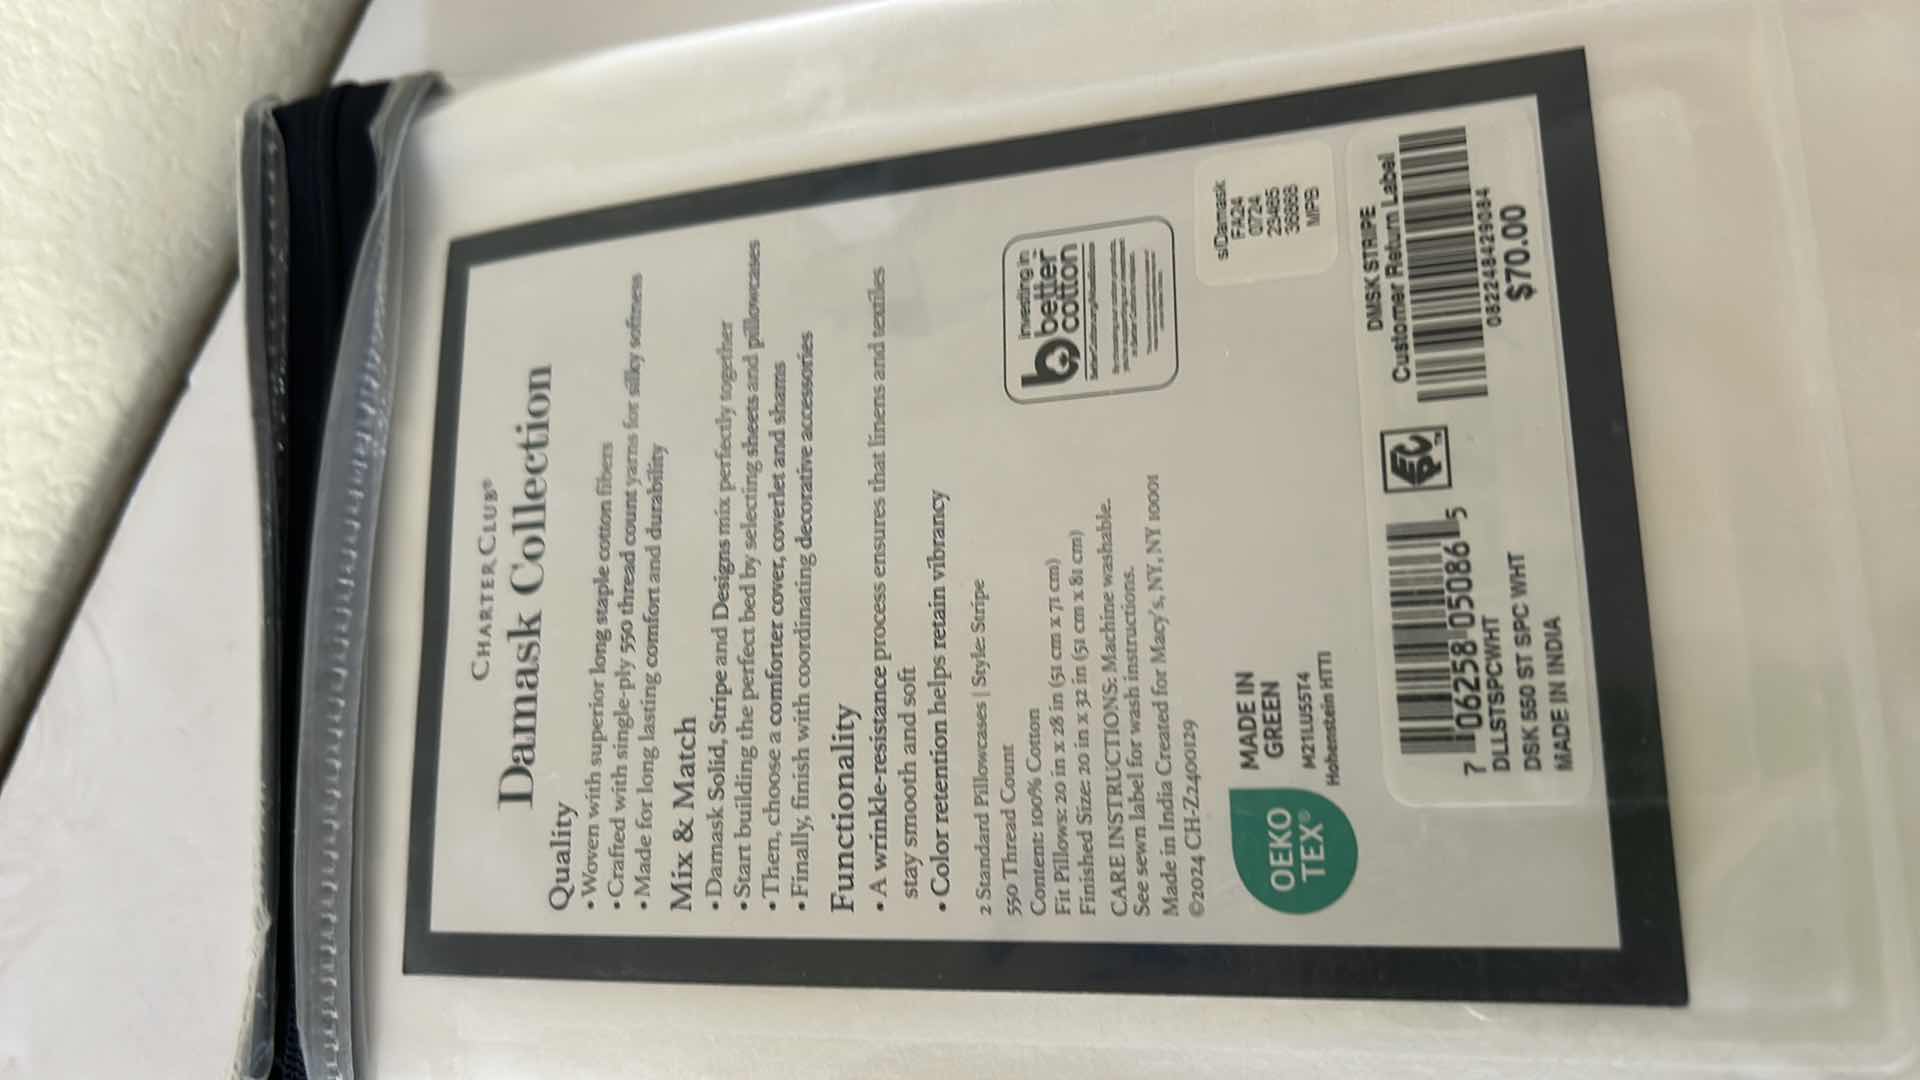 CHARTER CLUB®
Damask Collection
Quality
• Woven with superior long staple cotton fibers
• Crafted with single-ply 550 thread count yarns for silky softness
• Made for long lasting comfort and durability
Mix & Match
• Damask Solid, Stripe and Designs mix perfectly together
• Start building the perfect bed by selecting sheets and pillowcases
• Then, choose a comforter cover, coverlet and shams
• Finally, finish with coordinating decorative accessories
Functionality
• A wrinkle-resistance process ensures that linens and textiles
stay smooth and soft
• Color retention helps retain vibrancy
2 Standard Pillowcases | Style: Stripe
550 Thread Count
Content: 100% Cotton
Fit Pillows: 20 in x 28 in (51 cm x 71 cm)
Finished Size: 20 in x 32 in (51 cm x 81 cm)
CARE INSTRUCTIONS: Machine washable.
See sewn label for wash instructions.
Made in India Created for Macy's, NY, NY 10001
©2024 CH-Z2400129
investing in
better
cotton
OEKO
TEX®
MADE IN
GREEN
M21LU55T4
Hohenstein HTTI
s/Damask
FA24
0724
23465
36868
MPB
7 06258 05086 5
DLLSTSPCWHT
DSK 550 ST SPC WHT
MADE IN INDIA
EPC™
DMSK STRIPE
Customer Return Label
082248429084
$70.00